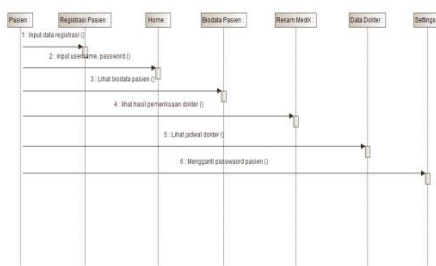 Pasien :
Registrasi Pasien :
Home :
Biodata Pasien :
Rekam Medik :
Data Dokter :
Settings
1 : Input data registrasi ()
2 : input username, password ()
3 : Lihat biodata pasien ()
4 : lihat hasil pemeriksaan dokter ()
5 : Lihat jadwal dokter ()
6 : Mengganti passwaord pasien ()